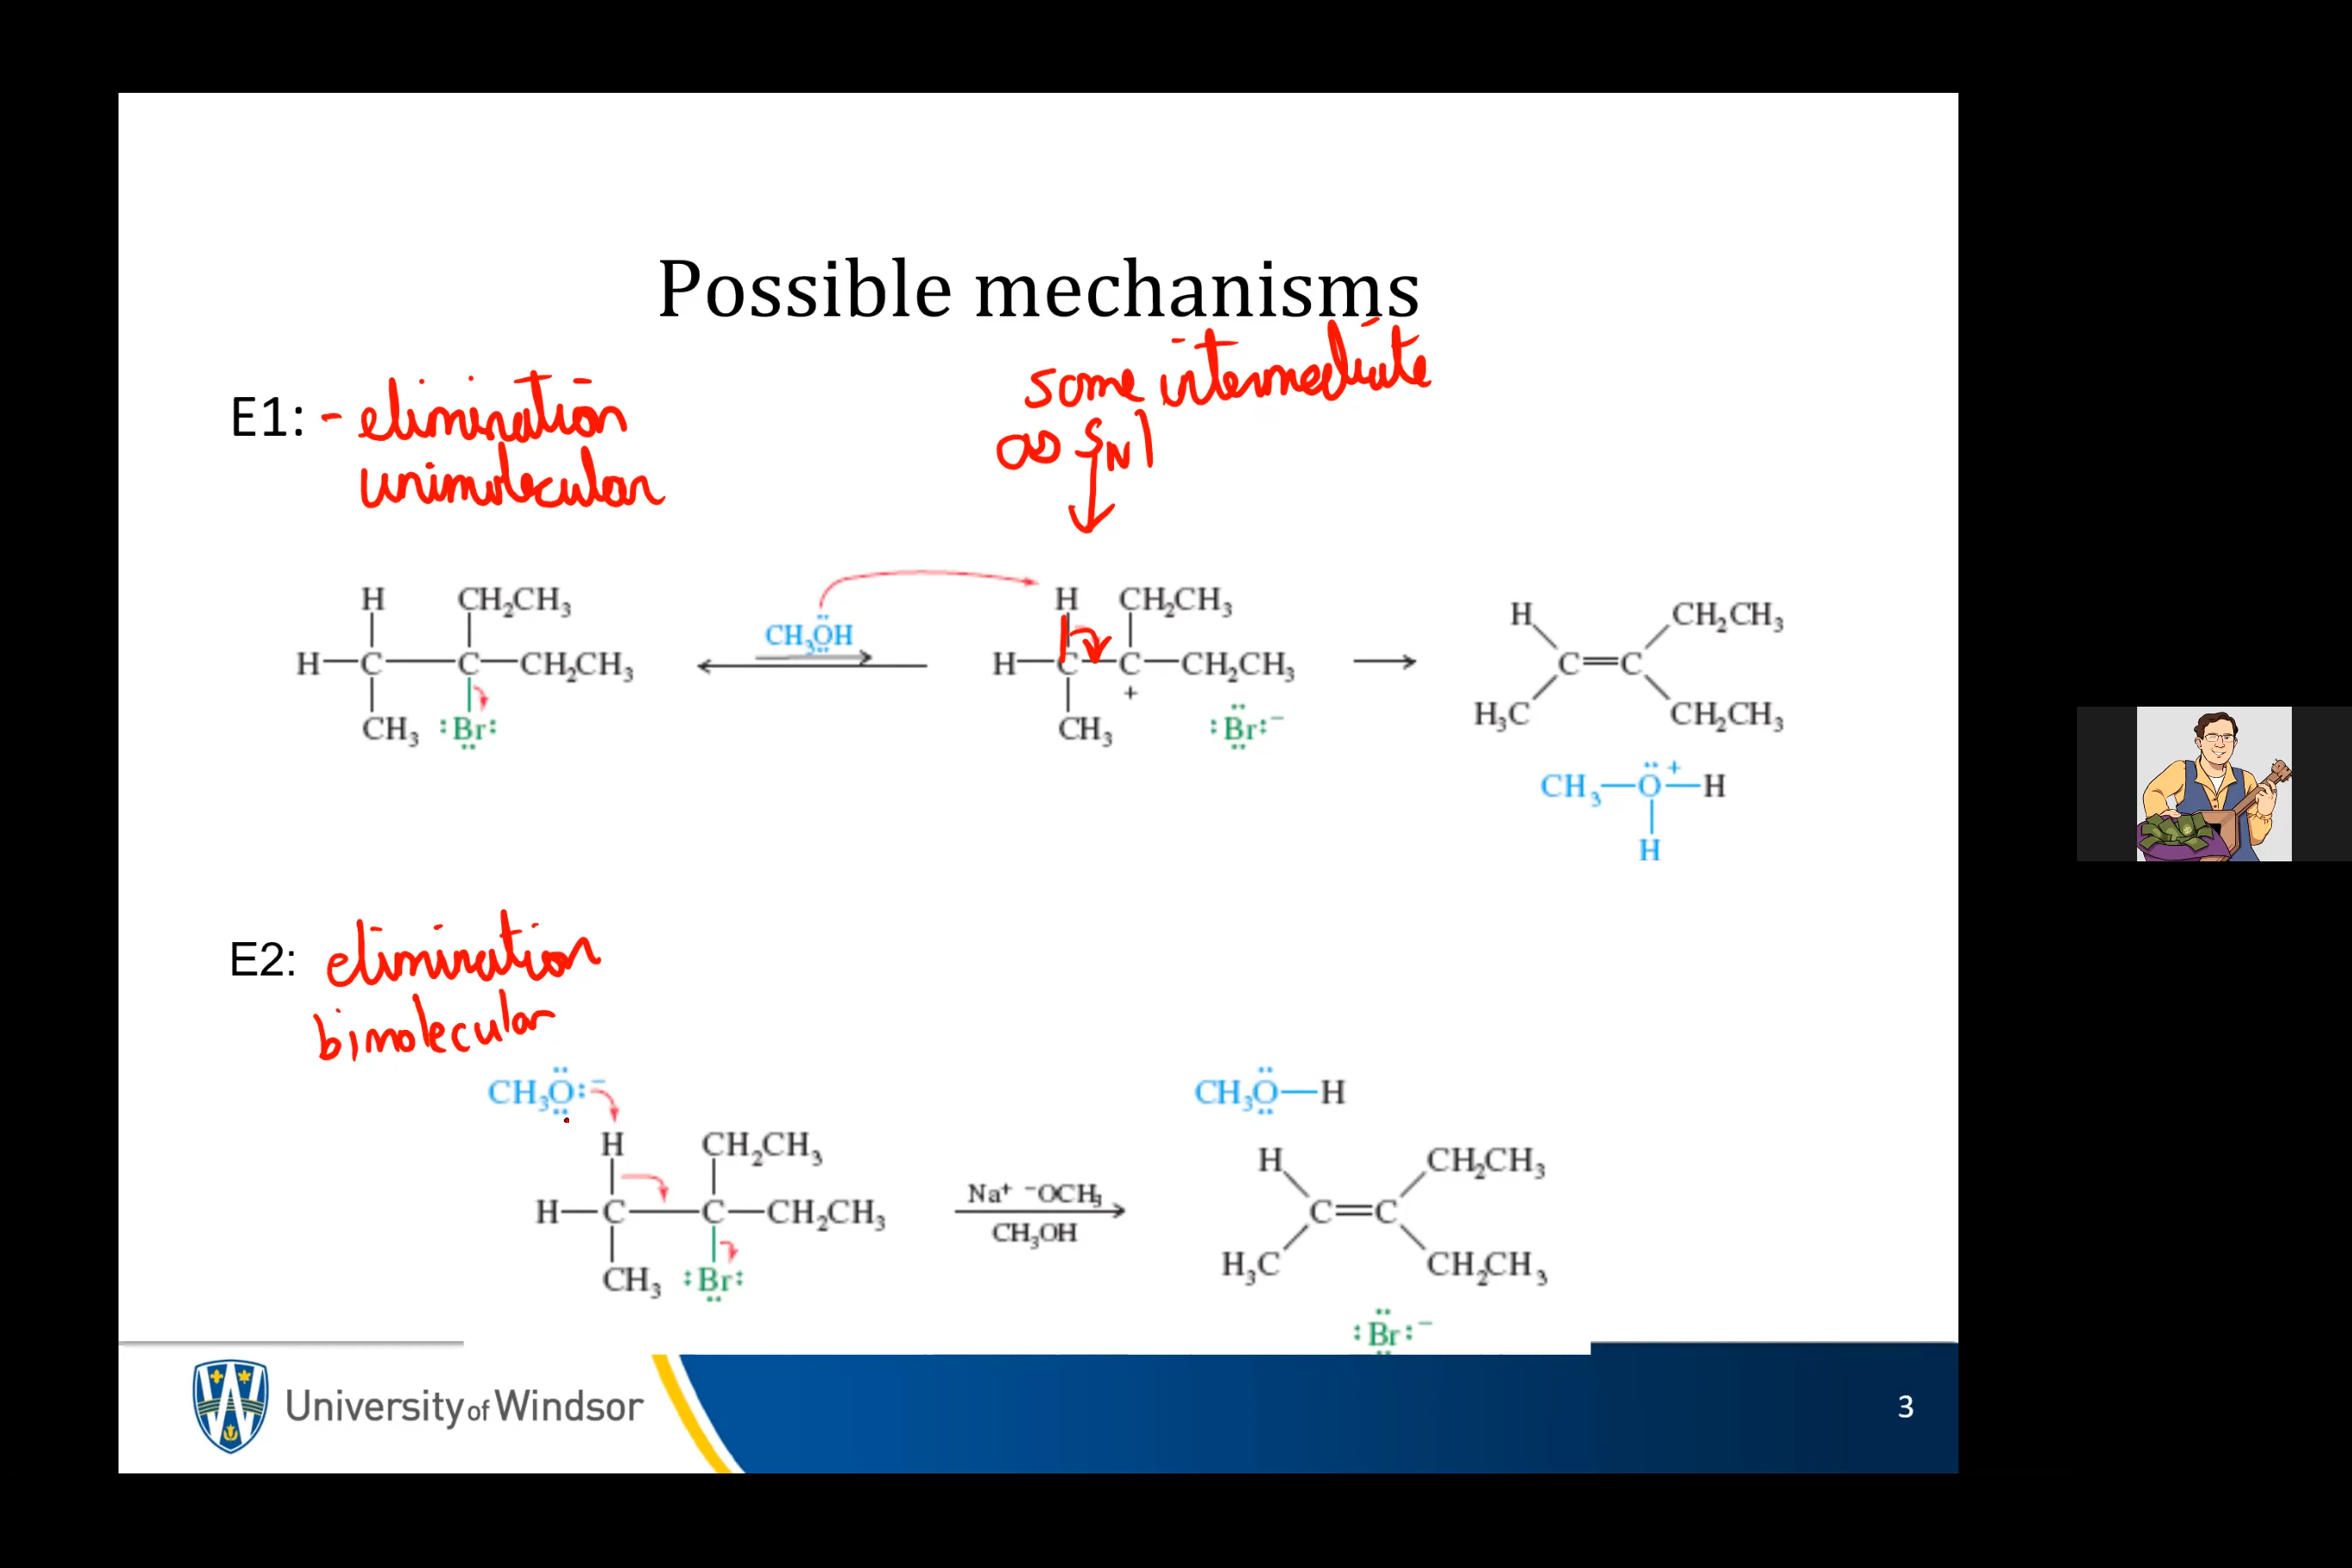 Possible mechanisms
some intermediate
as SN1
E1: - elimination
unimolecular
H CH₂CH₃
H—C—C—CH₂CH₃
CH₃ :Br:
CH₃OH
H CH₂CH₃
H—C—C—CH₂CH₃
+
CH₃ :Br:⁻
H CH₂CH₃
C=C
H₃C CH₂CH₃
CH₃—O⁺—H
H
E2: elimination
bimolecular
CH₃O:⁻
H CH₂CH₃
H—C—C—CH₂CH₃
CH₃ :Br:
Na⁺ ⁻OCH₃
CH₃OH
CH₃O—H
H CH₂CH₃
C=C
H₃C CH₂CH₃
:Br:⁻
University of Windsor
3